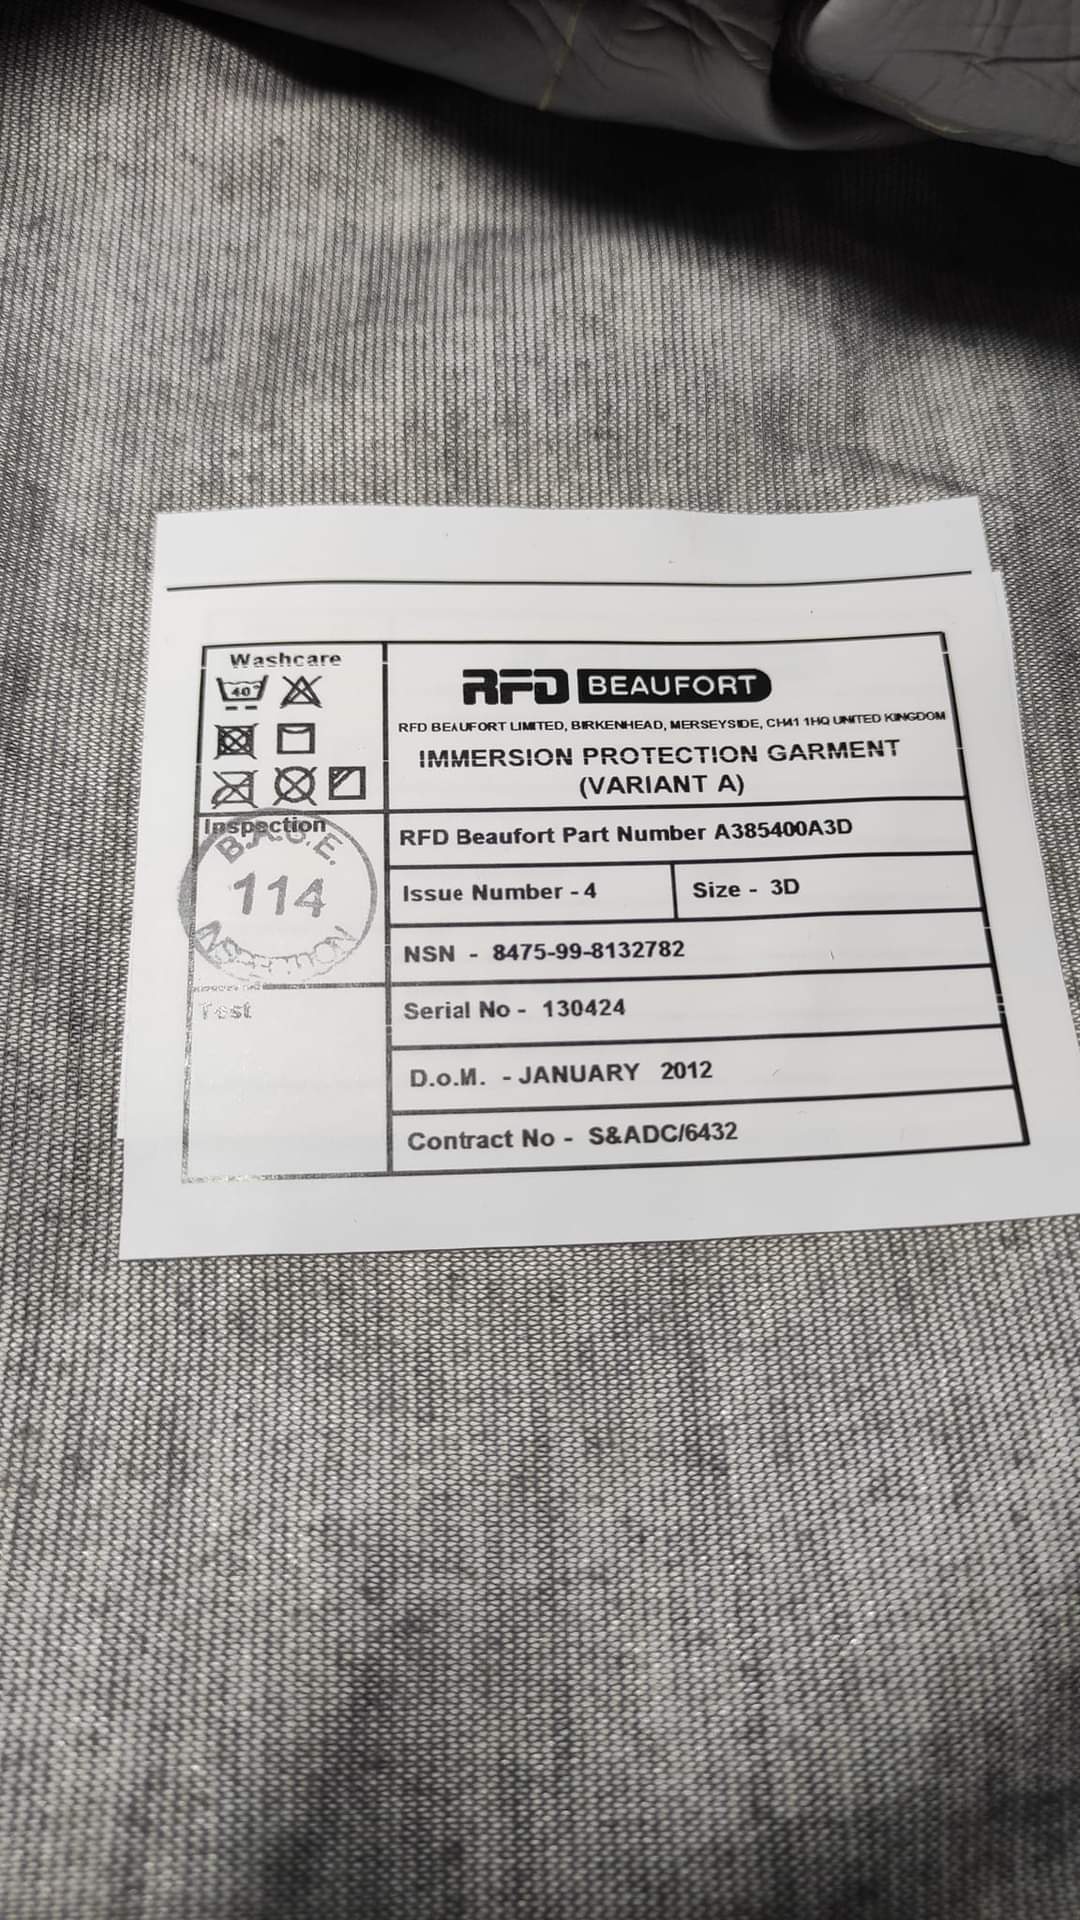 Washcare
40°
RFD BEAUFORT
RFD BEAUFORT LIMITED, BIRKENHEAD, MERSEYSIDE, CH41 1HQ UNITED KINGDOM
IMMERSION PROTECTION GARMENT
(VARIANT A)
Inspection
114
RFD Beaufort Part Number A385400A3D
Issue Number - 4
Size - 3D
NSN - 8475-99-8132782
Test
Serial No - 130424
D.o.M. - JANUARY 2012
Contract No - S&ADC/6432